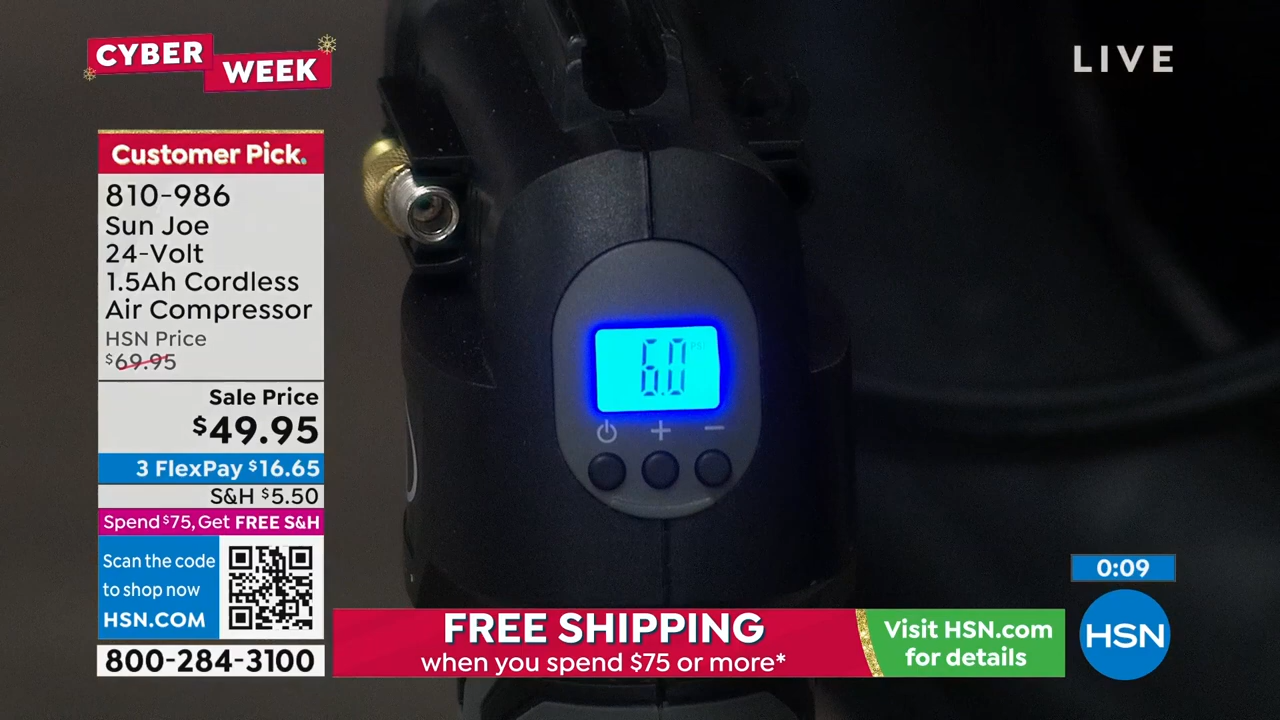 CYBER
WEEK
LIVE
Customer Pick.
810-986
Sun Joe
24-Volt
1.5Ah Cordless
Air Compressor
HSN Price
$69.95
Sale Price
$49.95
3 FlexPay $16.65
S&H $5.50
Spend $75, Get FREE S&H
Scan the code
to shop now
HSN.COM
800-284-3100
6.0 PSI
FREE SHIPPING
when you spend $75 or more*
Visit HSN.com
for details
0:09
HSN